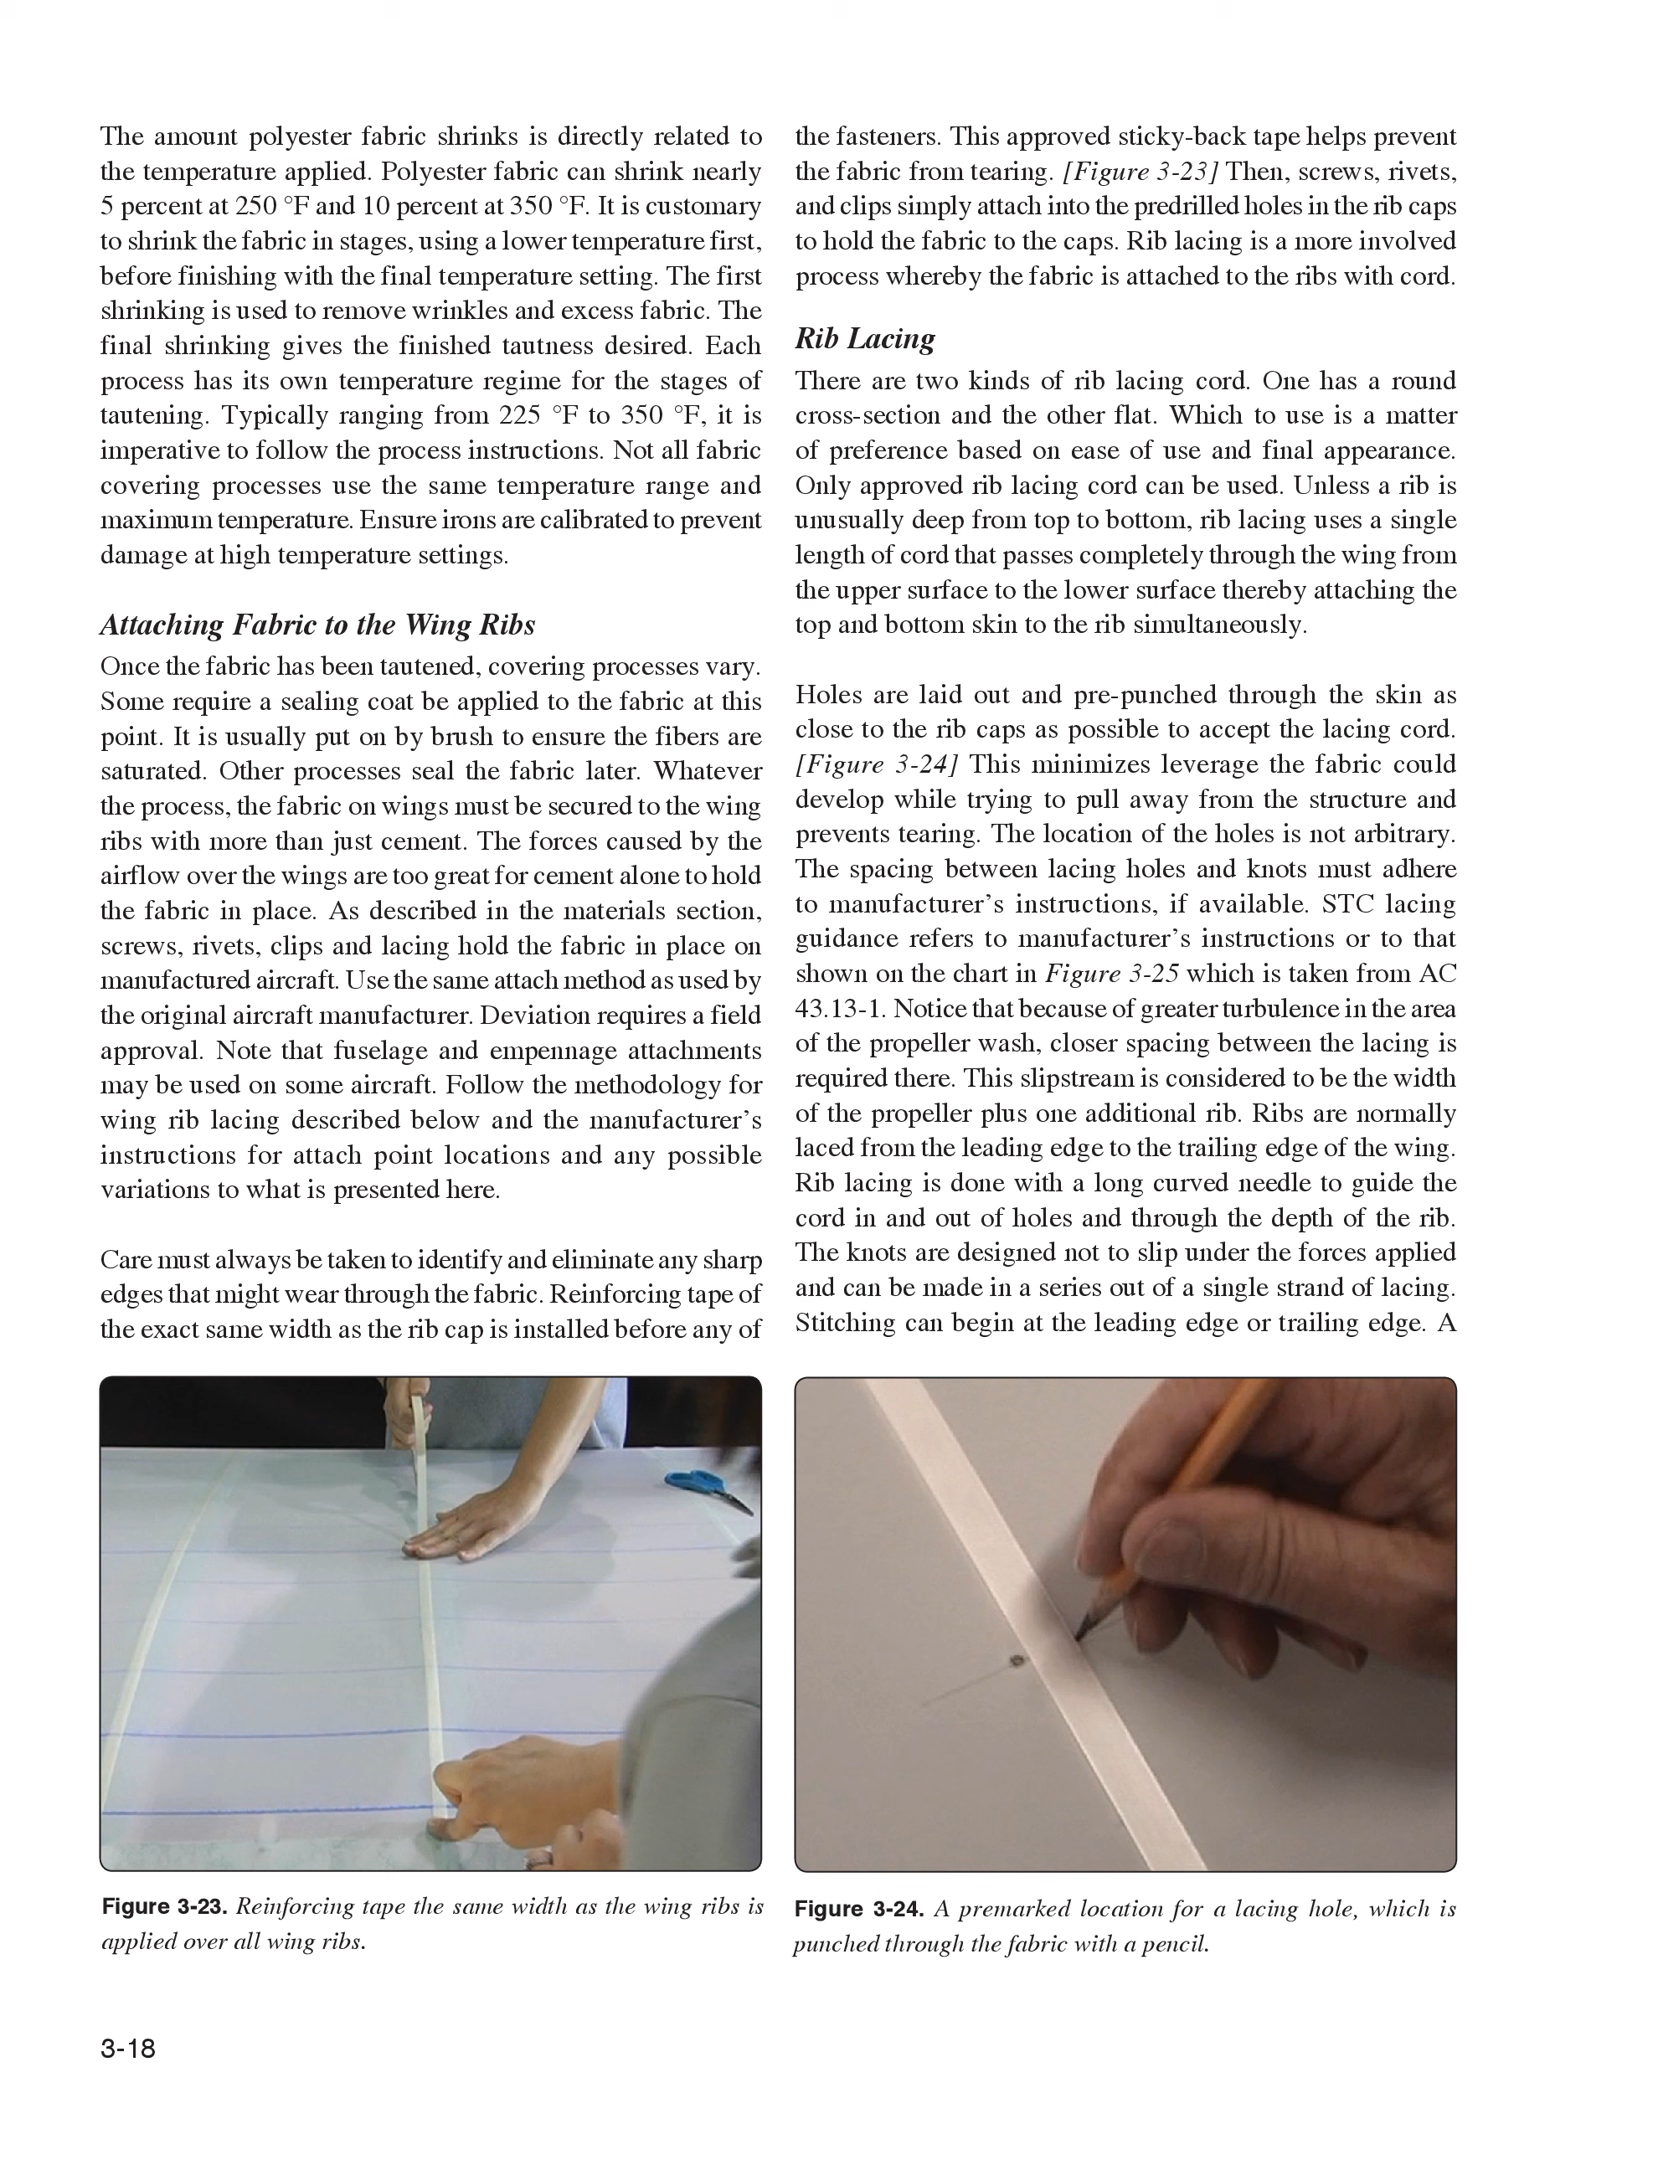 The amount polyester fabric shrinks is directly related to
the temperature applied. Polyester fabric can shrink nearly
5 percent at 250 °F and 10 percent at 350 °F. It is customary
to shrink the fabric in stages, using a lower temperature first,
before finishing with the final temperature setting. The first
shrinking is used to remove wrinkles and excess fabric. The
final shrinking gives the finished tautness desired. Each
process has its own temperature regime for the stages of
tautening. Typically ranging from 225 °F to 350 °F, it is
imperative to follow the process instructions. Not all fabric
covering processes use the same temperature range and
maximum temperature. Ensure irons are calibrated to prevent
damage at high temperature settings.
Attaching Fabric to the Wing Ribs
Once the fabric has been tautened, covering processes vary.
Some require a sealing coat be applied to the fabric at this
point. It is usually put on by brush to ensure the fibers are
saturated. Other processes seal the fabric later. Whatever
the process, the fabric on wings must be secured to the wing
ribs with more than just cement. The forces caused by the
airflow over the wings are too great for cement alone to hold
the fabric in place. As described in the materials section,
screws, rivets, clips and lacing hold the fabric in place on
manufactured aircraft. Use the same attach method as used by
the original aircraft manufacturer. Deviation requires a field
approval. Note that fuselage and empennage attachments
may be used on some aircraft. Follow the methodology for
wing rib lacing described below and the manufacturer’s
instructions for attach point locations and any possible
variations to what is presented here.
Care must always be taken to identify and eliminate any sharp
edges that might wear through the fabric. Reinforcing tape of
the exact same width as the rib cap is installed before any of
the fasteners. This approved sticky-back tape helps prevent
the fabric from tearing. [Figure 3-23] Then, screws, rivets,
and clips simply attach into the predrilled holes in the rib caps
to hold the fabric to the caps. Rib lacing is a more involved
process whereby the fabric is attached to the ribs with cord.
Rib Lacing
There are two kinds of rib lacing cord. One has a round
cross-section and the other flat. Which to use is a matter
of preference based on ease of use and final appearance.
Only approved rib lacing cord can be used. Unless a rib is
unusually deep from top to bottom, rib lacing uses a single
length of cord that passes completely through the wing from
the upper surface to the lower surface thereby attaching the
top and bottom skin to the rib simultaneously.
Holes are laid out and pre-punched through the skin as
close to the rib caps as possible to accept the lacing cord.
[Figure 3-24] This minimizes leverage the fabric could
develop while trying to pull away from the structure and
prevents tearing. The location of the holes is not arbitrary.
The spacing between lacing holes and knots must adhere
to manufacturer’s instructions, if available. STC lacing
guidance refers to manufacturer’s instructions or to that
shown on the chart in Figure 3-25 which is taken from AC
43.13-1. Notice that because of greater turbulence in the area
of the propeller wash, closer spacing between the lacing is
required there. This slipstream is considered to be the width
of the propeller plus one additional rib. Ribs are normally
laced from the leading edge to the trailing edge of the wing.
Rib lacing is done with a long curved needle to guide the
cord in and out of holes and through the depth of the rib.
The knots are designed not to slip under the forces applied
and can be made in a series out of a single strand of lacing.
Stitching can begin at the leading edge or trailing edge. A
Figure 3-23. Reinforcing tape the same width as the wing ribs is
applied over all wing ribs.
Figure 3-24. A premarked location for a lacing hole, which is
punched through the fabric with a pencil.
3-18